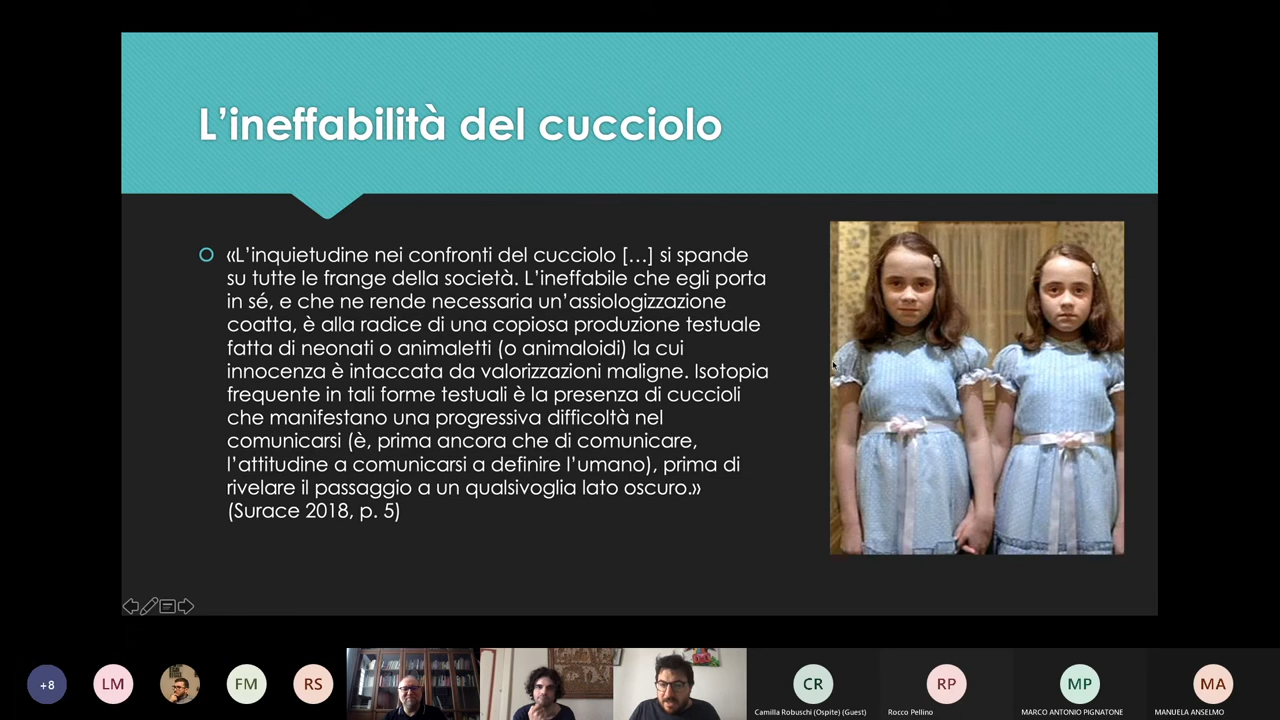 L’ineffabilità del cucciolo
«L’inquietudine nei confronti del cucciolo […] si spande
su tutte le frange della società. L’ineffabile che egli porta
in sé, e che ne rende necessaria un’assiologizzazione
coatta, è alla radice di una copiosa produzione testuale
fatta di neonati o animaletti (o animaloidi) la cui
innocenza è intaccata da valorizzazioni maligne. Isotopia
frequente in tali forme testuali è la presenza di cuccioli
che manifestano una progressiva difficoltà nel
comunicarsi (è, prima ancora che di comunicare,
l’attitudine a comunicarsi a definire l’umano), prima di
rivelare il passaggio a un qualsivoglia lato oscuro.»
(Surace 2018, p. 5)
+8
LM
FM
RS
CR
RP
MP
MA
Camilla Robuschi (Ospite) (Guest)
Rocco Pellino
MARCO ANTONIO PIGNATONE
MANUELA ANSELMO